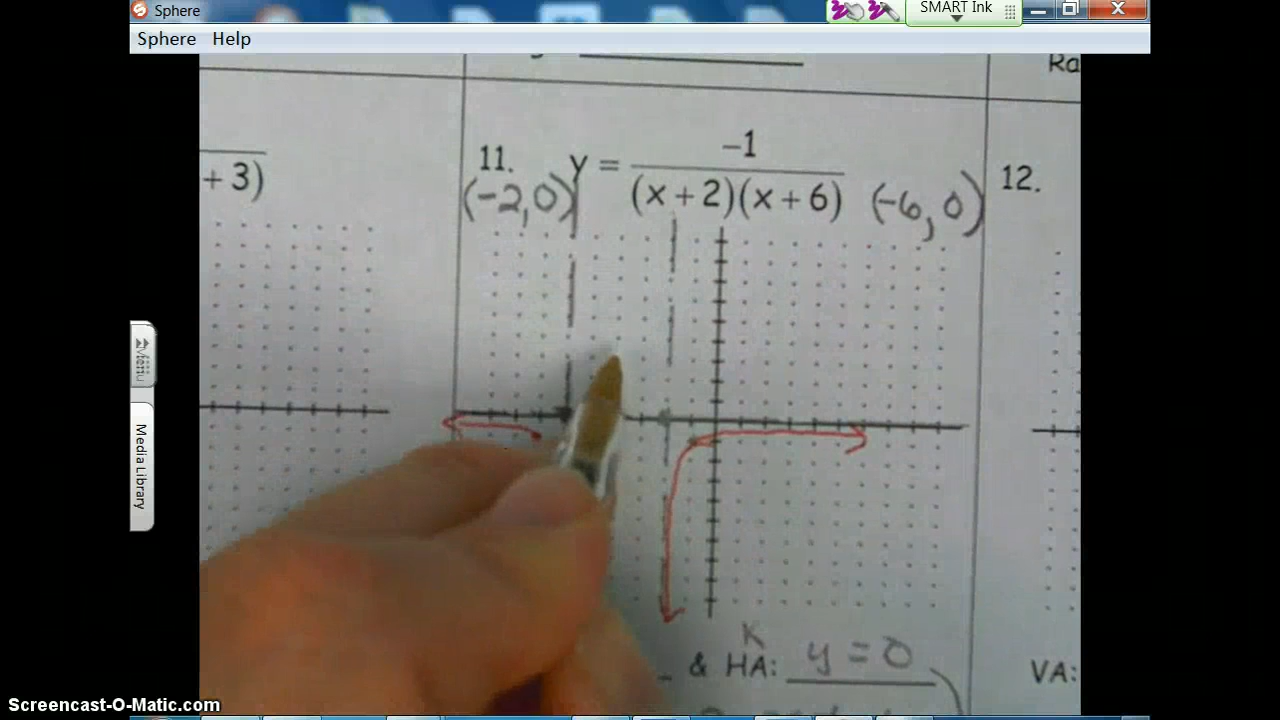 Sphere
SMART Ink
Sphere Help
Ra
+ 3)
11. y = -1 / (x + 2)(x + 6)
(-2,0) (-6,0)
12.
Menu
Media Library
K
& HA: y = 0
VA:
Screencast-O-Matic.com